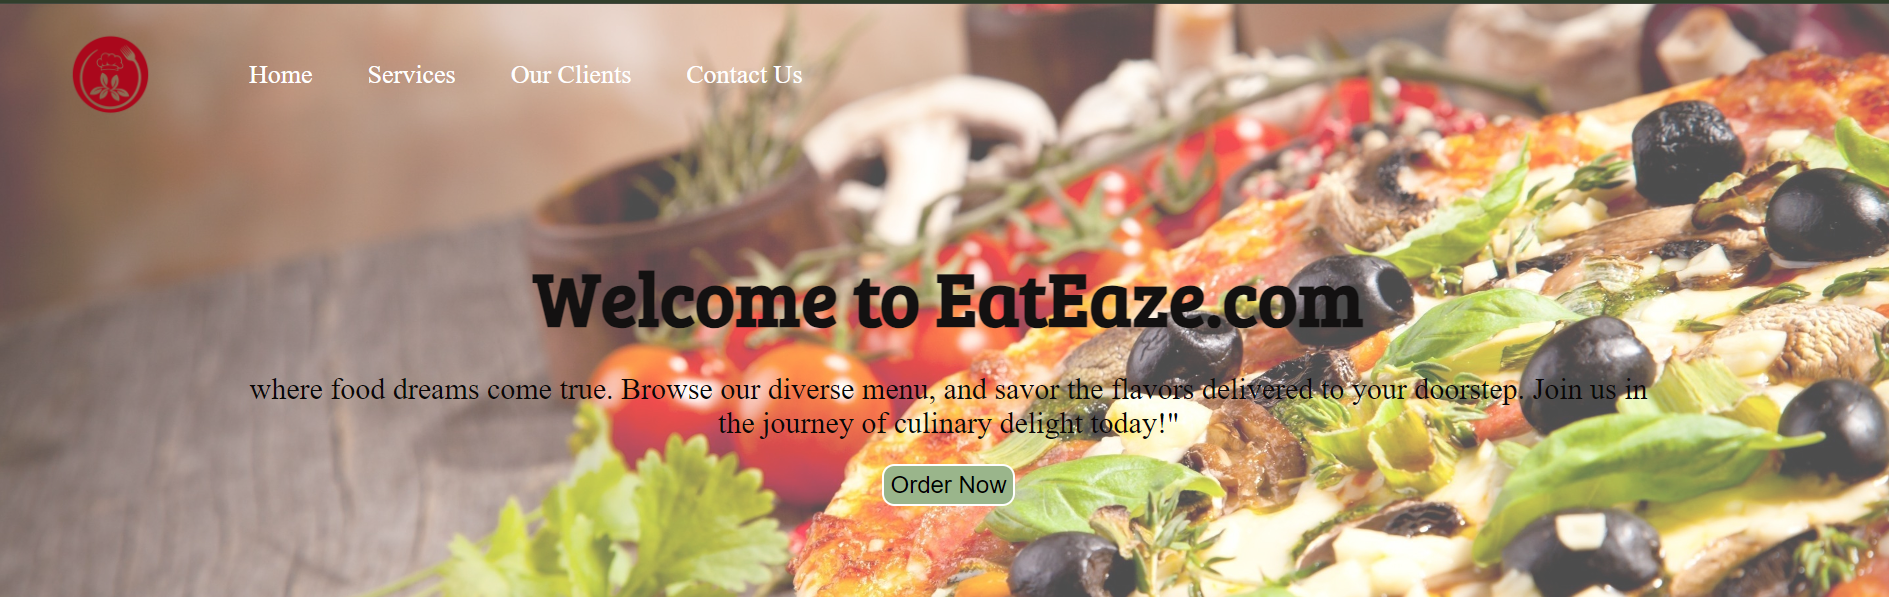 Home Services Our Clients Contact Us
Welcome to EatEaze.com
where food dreams come true. Browse our diverse menu, and savor the flavors delivered to your doorstep. Join us in
the journey of culinary delight today!"
Order Now